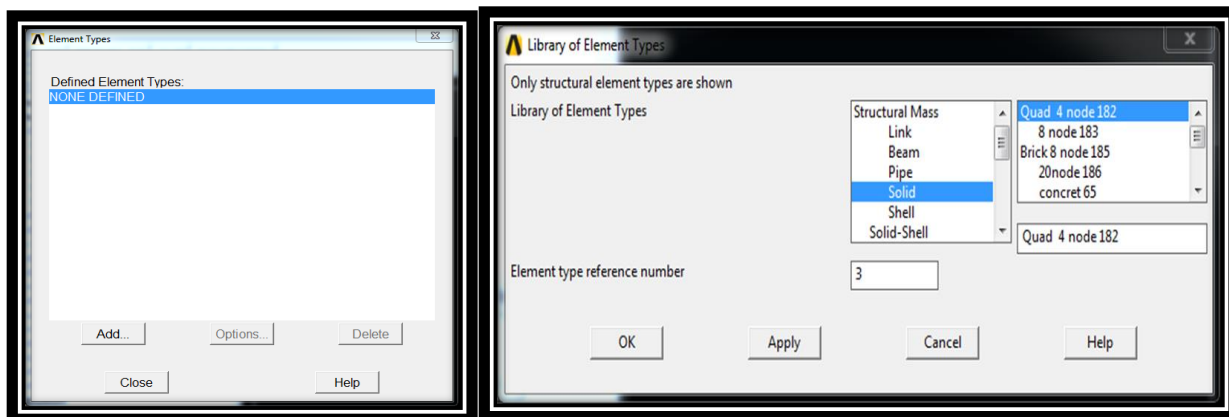 Element Types
Defined Element Types:
NONE DEFINED
Add...
Options...
Delete
Close
Help
Library of Element Types
Only structural element types are shown
Library of Element Types
Structural Mass
Link
Beam
Pipe
Solid
Shell
Solid-Shell
Quad 4 node 182
8 node 183
Brick 8 node 185
20node 186
concret 65
Quad 4 node 182
Element type reference number
3
OK
Apply
Cancel
Help